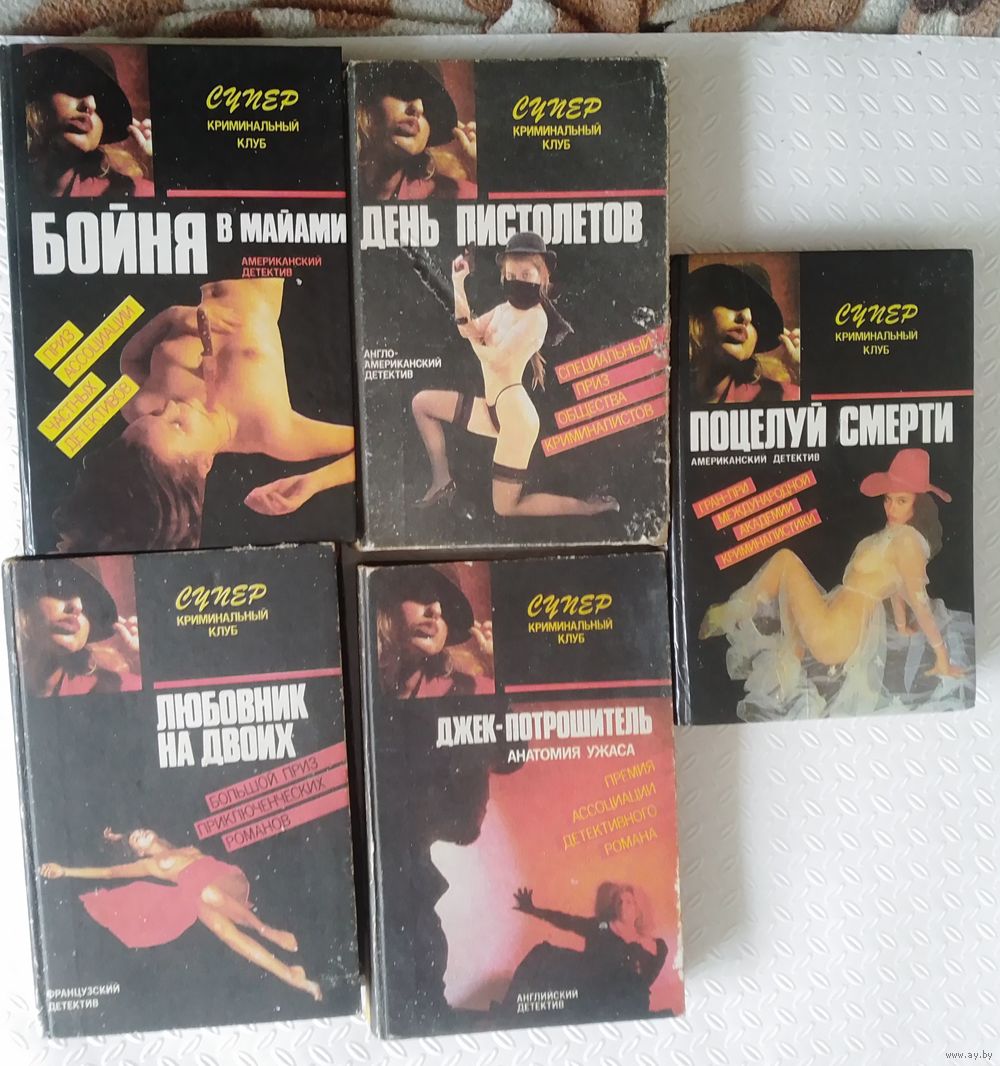 СУПЕР
КРИМИНАЛЬНЫЙ
КЛУБ
БОЙНЯ В МАЙАМИ
АМЕРИКАНСКИЙ
ДЕТЕКТИВ
ПРИЗ
АССОЦИАЦИИ
ЧАСТНЫХ
ДЕТЕКТИВОВ
СУПЕР
КРИМИНАЛЬНЫЙ
КЛУБ
ДЕНЬ ПИСТОЛЕТОВ
АНГЛО-
АМЕРИКАНСКИЙ
ДЕТЕКТИВ
СПЕЦИАЛЬНЫЙ
ПРИЗ
ОБЩЕСТВА
КРИМИНАЛИСТОВ
СУПЕР
КРИМИНАЛЬНЫЙ
КЛУБ
ПОЦЕЛУЙ СМЕРТИ
АМЕРИКАНСКИЙ ДЕТЕКТИВ
ГРАН-ПРИ
МЕЖДУНАРОДНОЙ
АКАДЕМИИ
КРИМИНАЛИСТИКИ
СУПЕР
КРИМИНАЛЬНЫЙ
КЛУБ
ЛЮБОВНИК
НА ДВОИХ
БОЛЬШОЙ ПРИЗ
ПРИКЛЮЧЕНЧЕСКИХ
РОМАНОВ
ФРАНЦУЗСКИЙ
ДЕТЕКТИВ
СУПЕР
КРИМИНАЛЬНЫЙ
КЛУБ
ДЖЕК-ПОТРОШИТЕЛЬ
АНАТОМИЯ УЖАСА
ПРЕМИЯ
АССОЦИАЦИИ
ДЕТЕКТИВНОГО
РОМАНА
АНГЛИЙСКИЙ
ДЕТЕКТИВ
www.ay.by